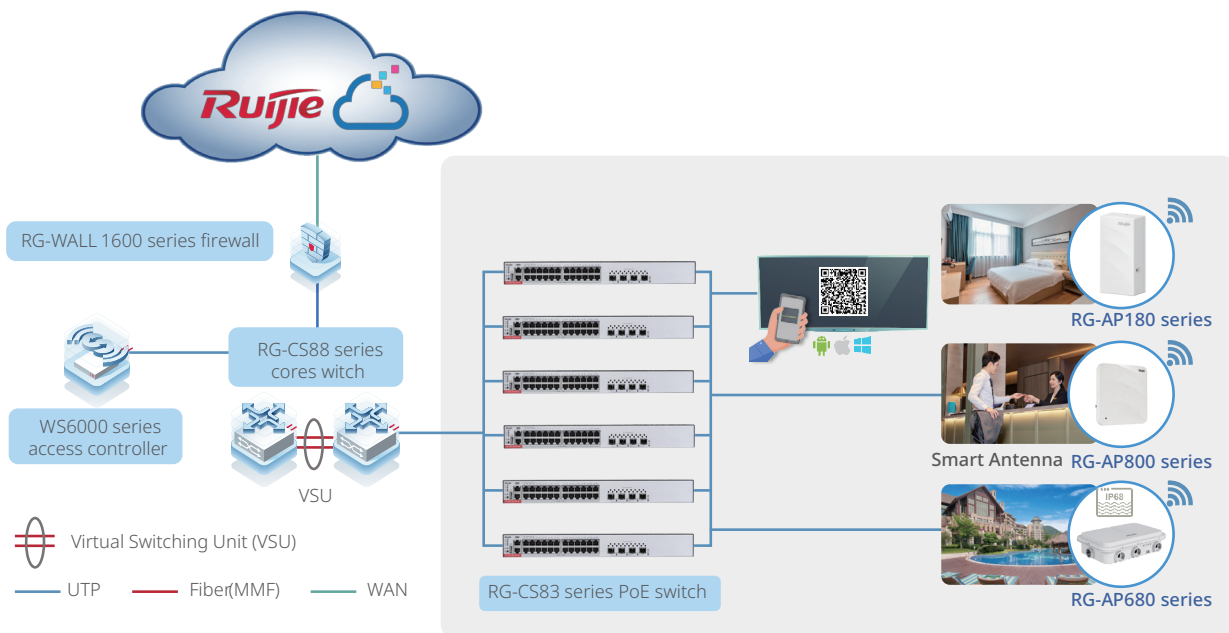 Ruijie
RG-WALL 1600 series firewall
RG-CS88 series
cores witch
WS6000 series
access controller
VSU
Virtual Switching Unit (VSU)
UTP
Fiber(MMF)
WAN
RG-CS83 series PoE switch
RG-AP180 series
Smart Antenna
RG-AP800 series
IP68
RG-AP680 series